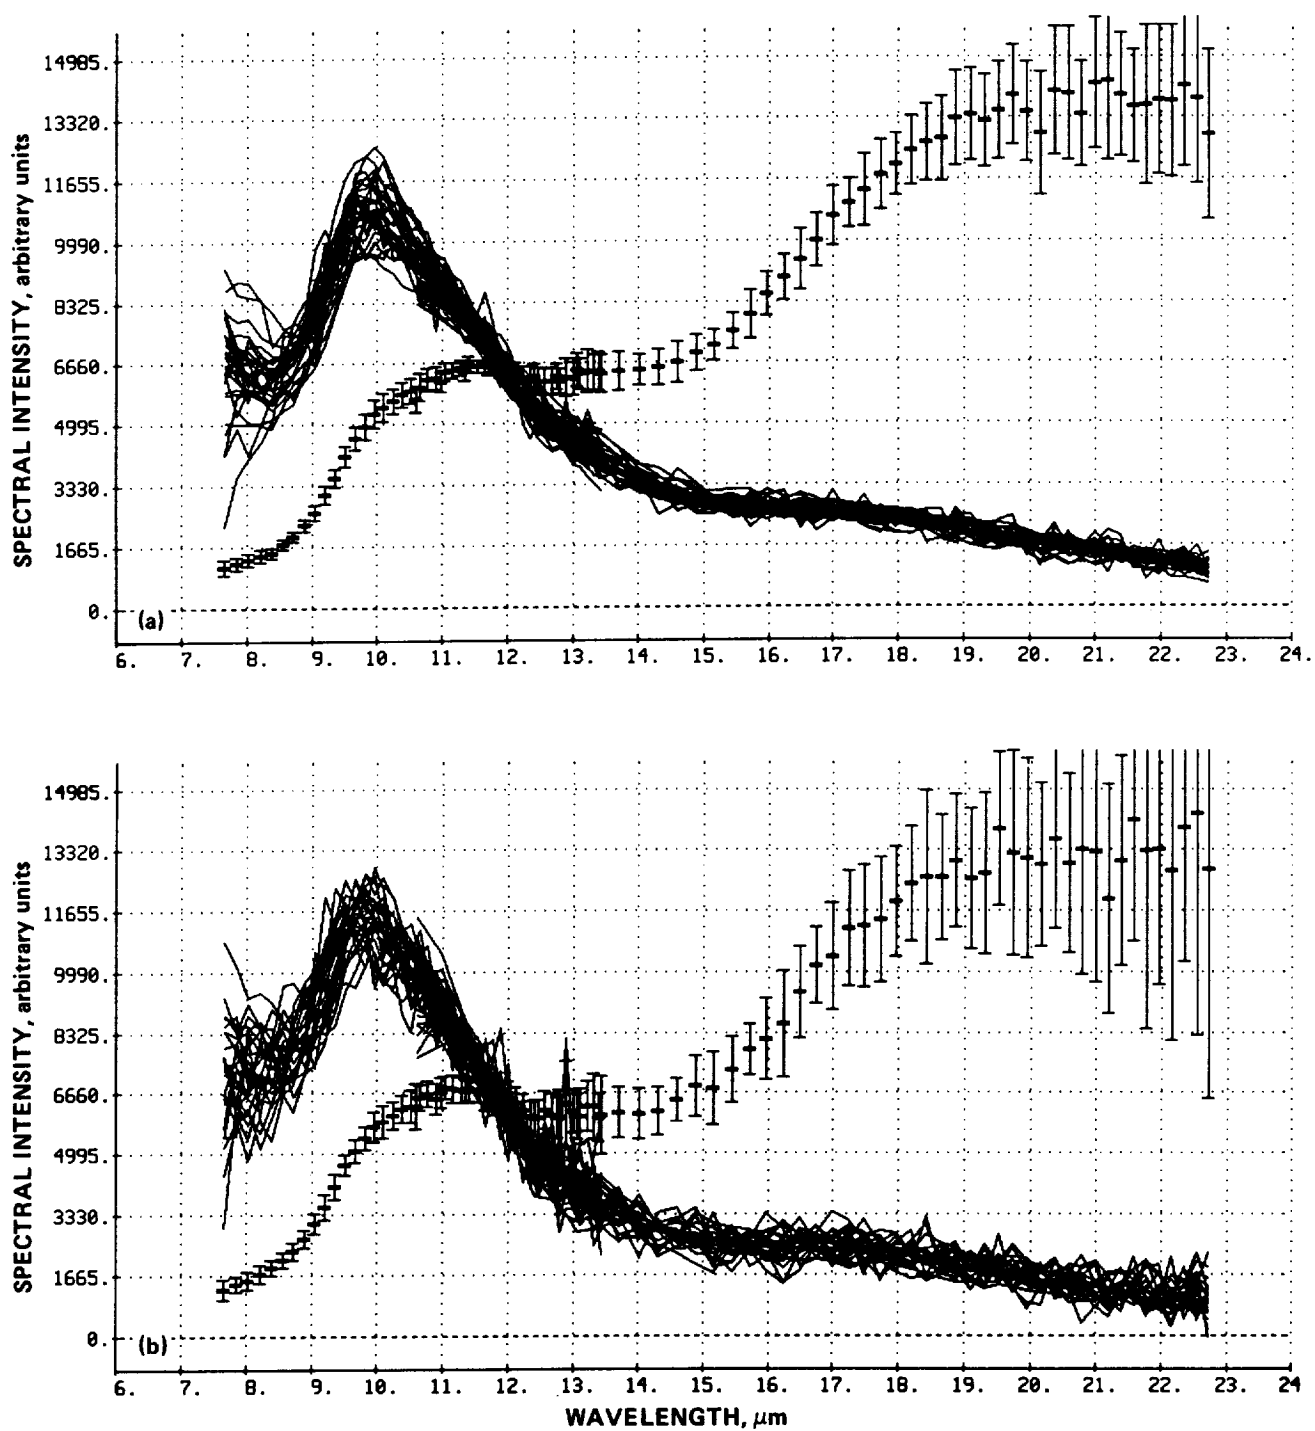 SPECTRAL INTENSITY, arbitrary units
14985.
13320.
11655.
9990.
8325.
6660.
4995.
3330.
1665.
0.
(a)
6. 7. 8. 9. 10. 11. 12. 13. 14. 15. 16. 17. 18. 19. 20. 21. 22. 23. 24.
SPECTRAL INTENSITY, arbitrary units
14985.
13320.
11655.
9990.
8325.
6660.
4995.
3330.
1665.
0.
(b)
6. 7. 8. 9. 10. 11. 12. 13. 14. 15. 16. 17. 18. 19. 20. 21. 22. 23. 24.
WAVELENGTH, μm